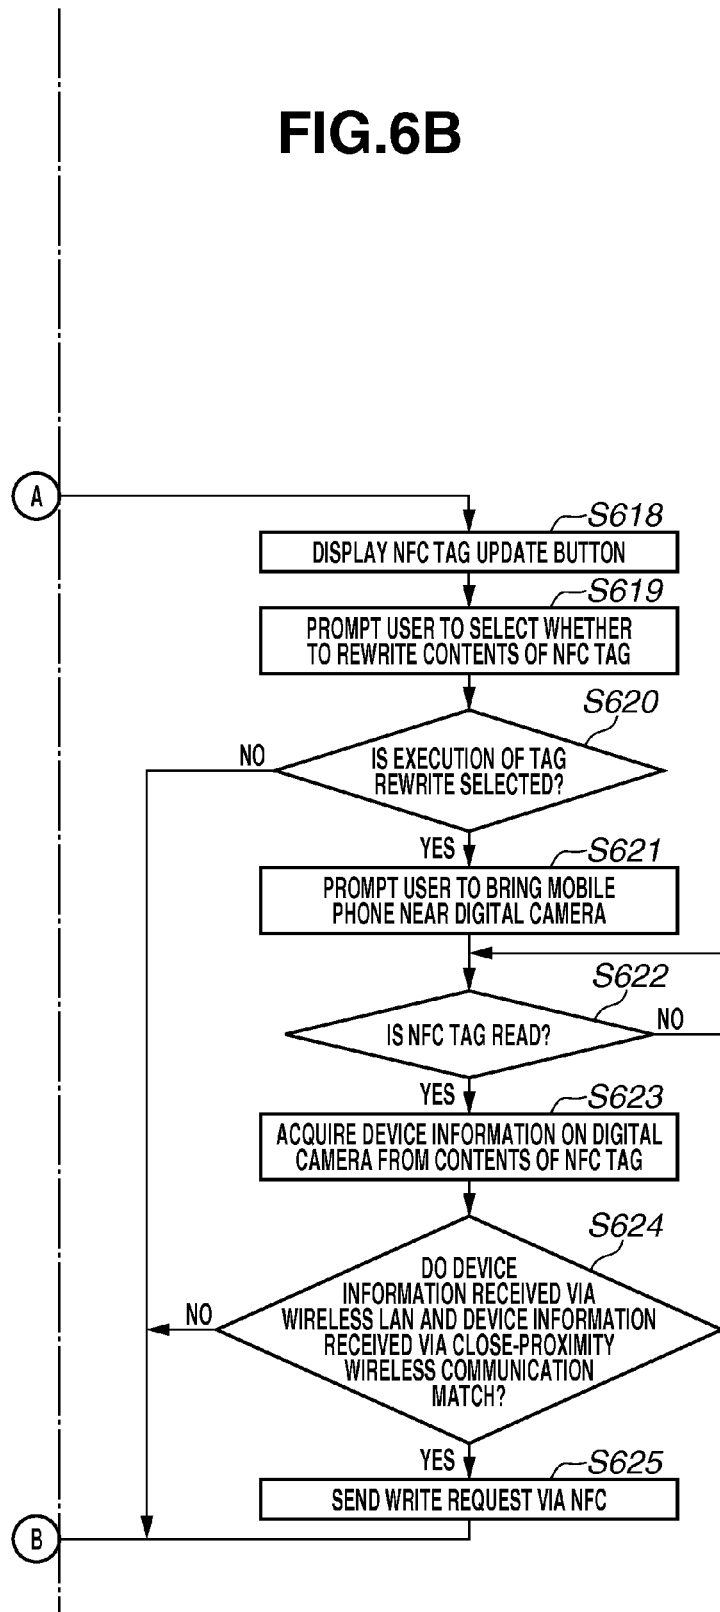 FIG.6B
A
S618
DISPLAY NFC TAG UPDATE BUTTON
S619
PROMPT USER TO SELECT WHETHER
TO REWRITE CONTENTS OF NFC TAG
S620
IS EXECUTION OF TAG
REWRITE SELECTED?
NO
YES
S621
PROMPT USER TO BRING MOBILE
PHONE NEAR DIGITAL CAMERA
S622
IS NFC TAG READ?
NO
YES
S623
ACQUIRE DEVICE INFORMATION ON DIGITAL
CAMERA FROM CONTENTS OF NFC TAG
S624
DO DEVICE
INFORMATION RECEIVED VIA
WIRELESS LAN AND DEVICE INFORMATION
RECEIVED VIA CLOSE-PROXIMITY
WIRELESS COMMUNICATION
MATCH?
NO
YES
S625
SEND WRITE REQUEST VIA NFC
B